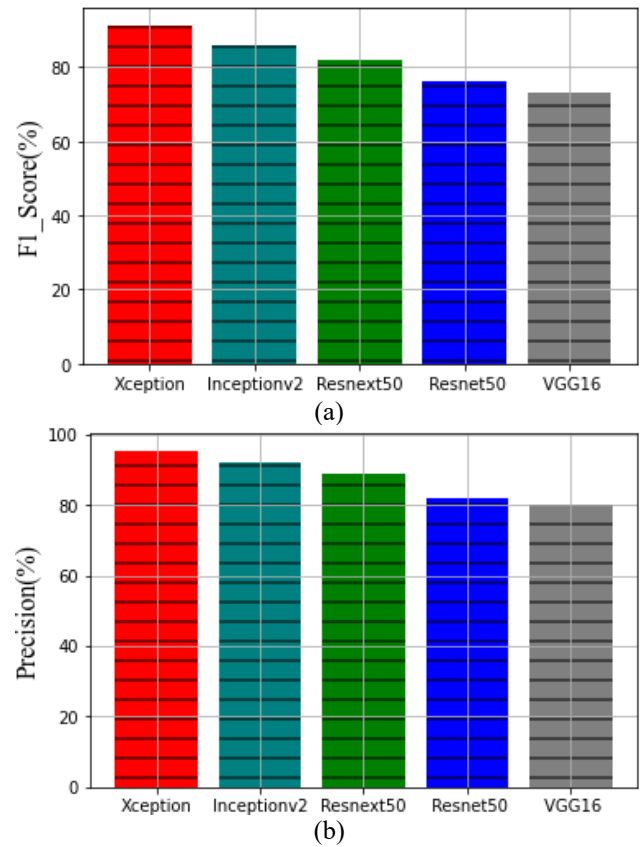 F1_Score(%)
80
60
40
20
0
Xception Inceptionv2 Resnext50 Resnet50 VGG16
(a)
Precision(%)
100
80
60
40
20
0
Xception Inceptionv2 Resnext50 Resnet50 VGG16
(b)